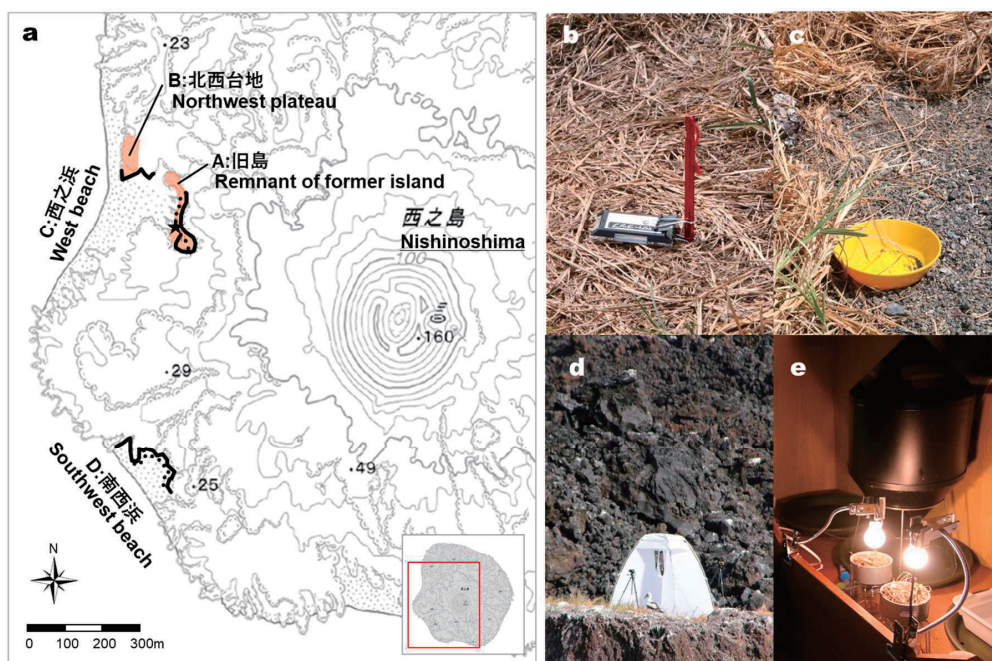 a
23
B:北西台地
Northwest plateau
A:旧島
Remnant of former island
C:西之浜
West beach
西之島
Nishinoshima
100
160
29
49
D:南西浜
Southwest beach
25
N
0 100 200 300m
b
c
d
e